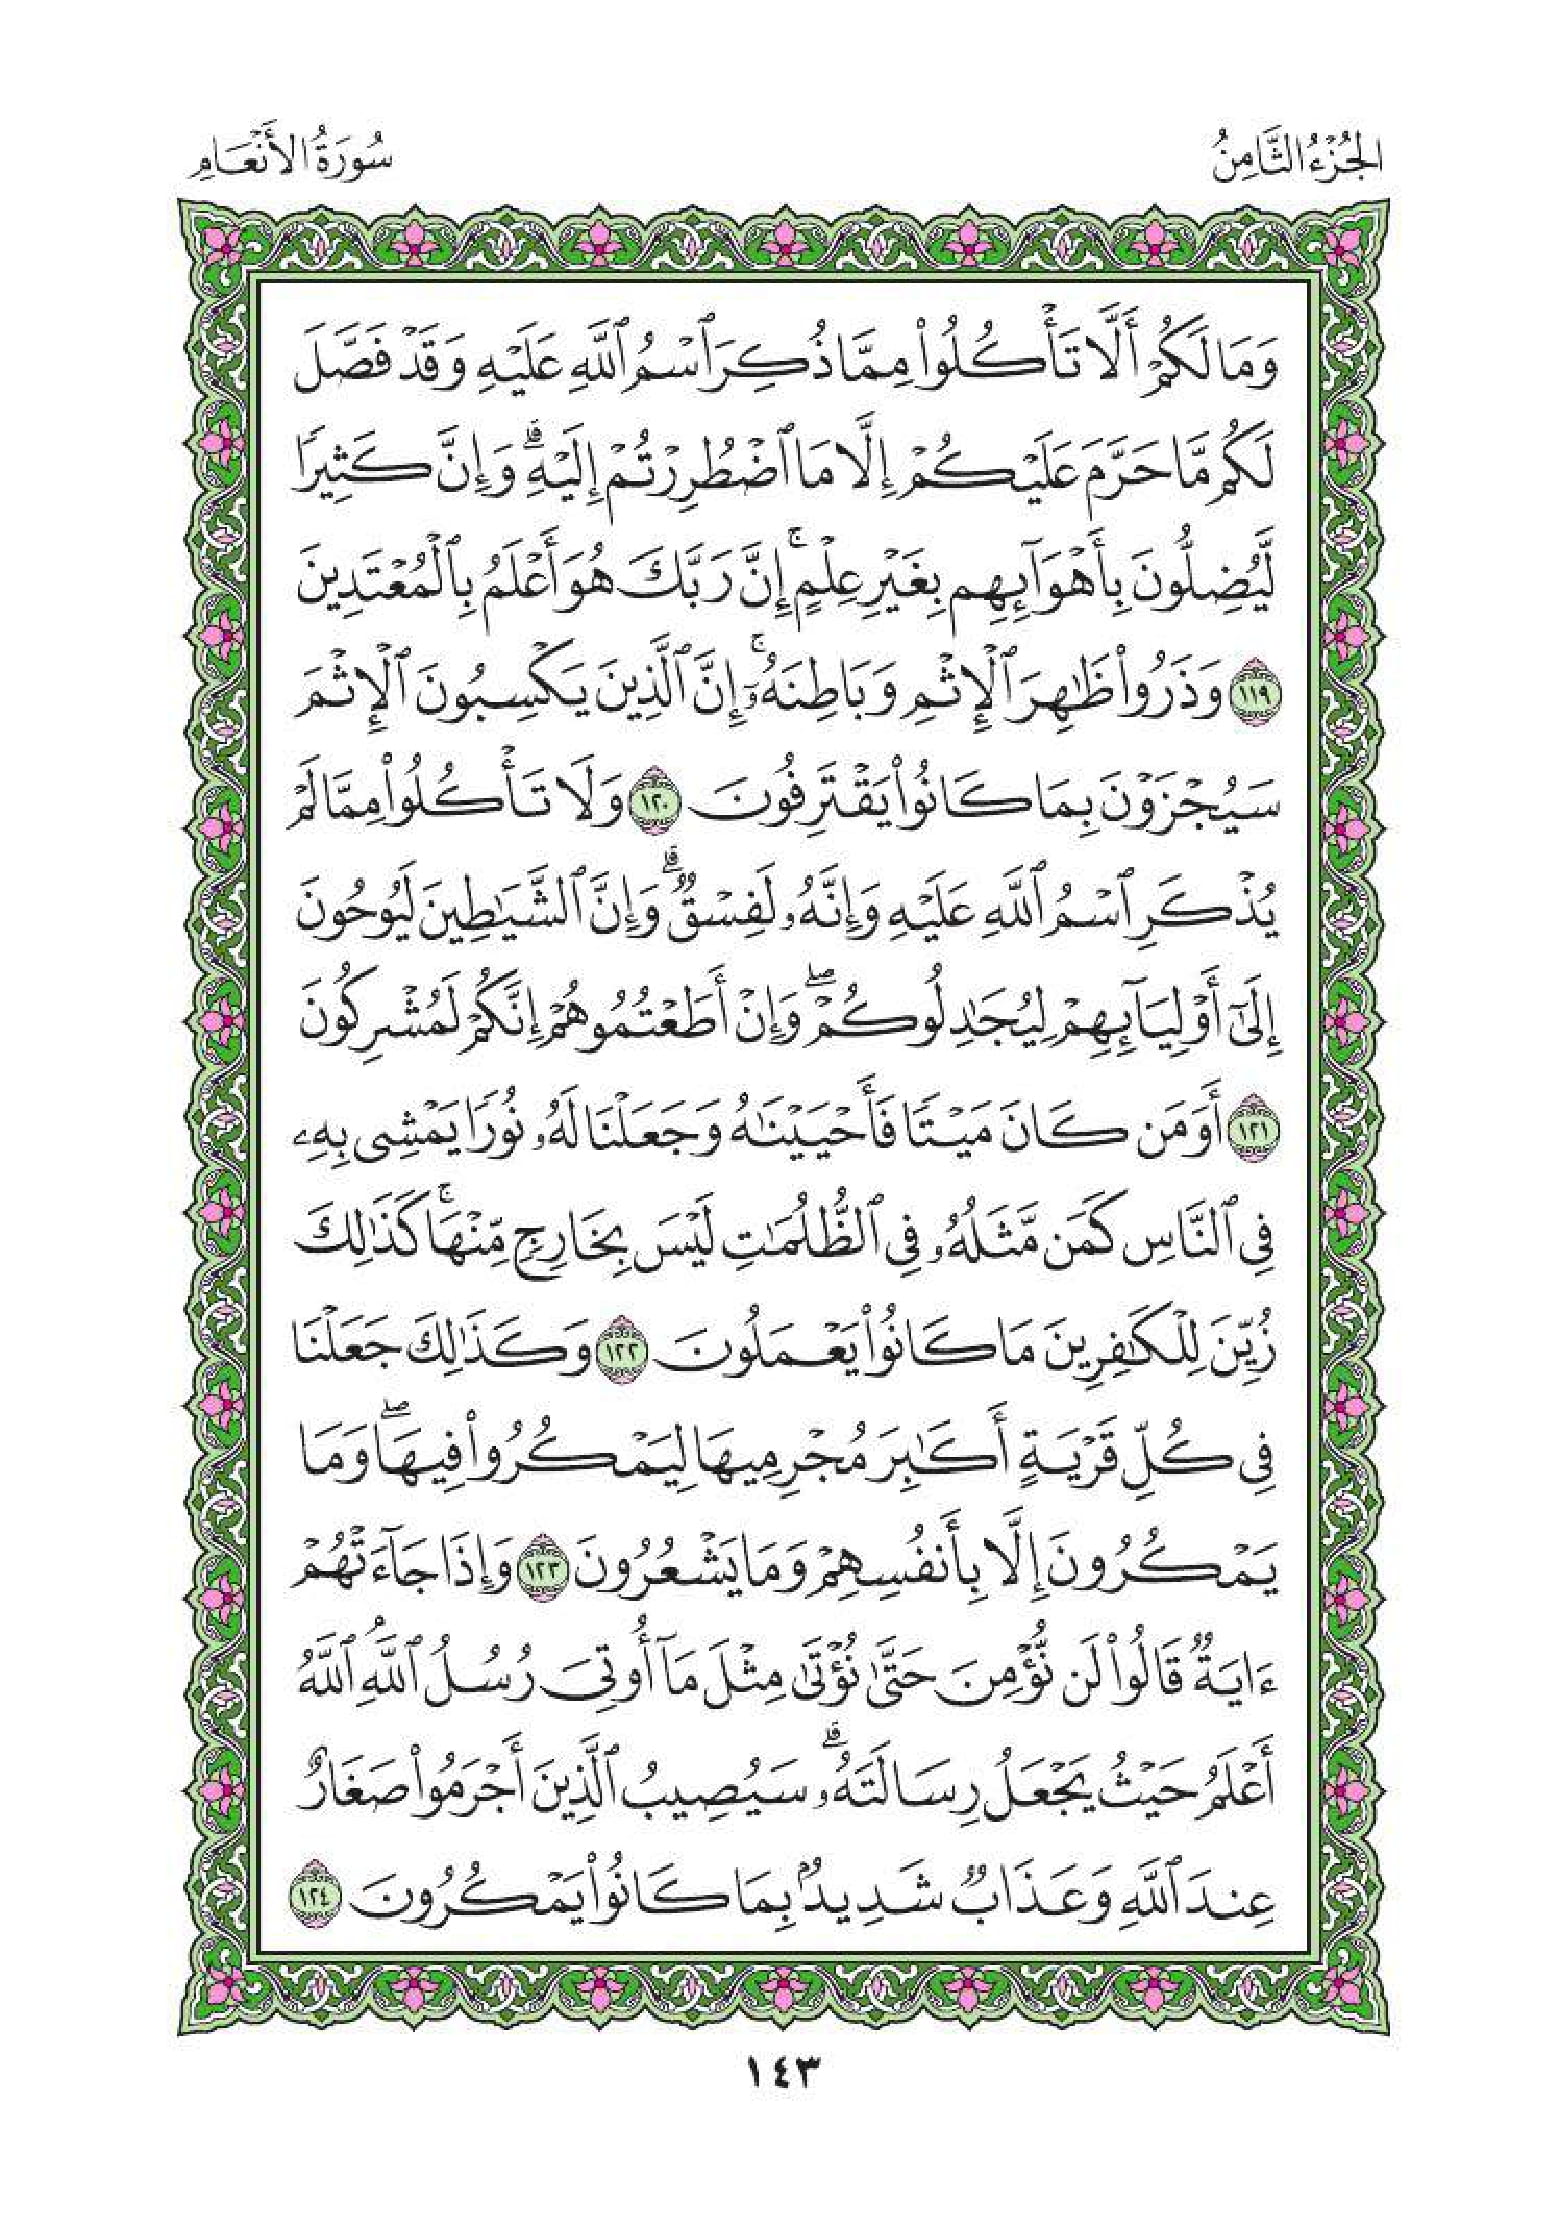 الجُزْءُ الثَّامِنُ
سُورَةُ الأَنْعَامِ
وَمَا لَكُمْ أَلَّا تَأْكُلُوا۟ مِمَّا ذُكِرَ ٱسْمُ ٱللَّهِ عَلَيْهِ وَقَدْ فَصَّلَ
لَكُم مَّا حَرَّمَ عَلَيْكُمْ إِلَّا مَا ٱضْطُرِرْتُمْ إِلَيْهِ ۗ وَإِنَّ كَثِيرًا
لَّيُضِلُّونَ بِأَهْوَآئِهِم بِغَيْرِ عِلْمٍ ۚ إِنَّ رَبَّكَ هُوَ أَعْلَمُ بِٱلْمُعْتَدِينَ
١١٩ وَذَرُوا۟ ظَـٰهِرَ ٱلْإِثْمِ وَبَاطِنَهُۥٓ ۚ إِنَّ ٱلَّذِينَ يَكْسِبُونَ ٱلْإِثْمَ
سَيُجْزَوْنَ بِمَا كَانُوا۟ يَقْتَرِفُونَ ١٢٠ وَلَا تَأْكُلُوا۟ مِمَّا لَمْ
يُذْكَرِ ٱسْمُ ٱللَّهِ عَلَيْهِ وَإِنَّهُۥ لَفِسْقٌ ۗ وَإِنَّ ٱلشَّيَـٰطِينَ لَيُوحُونَ
إِلَىٰٓ أَوْلِيَآئِهِمْ لِيُجَـٰدِلُوكُمْ ۖ وَإِنْ أَطَعْتُمُوهُمْ إِنَّكُمْ لَمُشْرِكُونَ
١٢١ أَوَمَن كَانَ مَيْتًا فَأَحْيَيْنَـٰهُ وَجَعَلْنَا لَهُۥ نُورًا يَمْشِى بِهِۦ
فِى ٱلنَّاسِ كَمَن مَّثَلُهُۥ فِى ٱلظُّلُمَـٰتِ لَيْسَ بِخَارِجٍ مِّنْهَا ۚ كَذَٰلِكَ
زُيِّنَ لِلْكَـٰفِرِينَ مَا كَانُوا۟ يَعْمَلُونَ ١٢٢ وَكَذَٰلِكَ جَعَلْنَا
فِى كُلِّ قَرْيَةٍ أَكَـٰبِرَ مُجْرِمِيهَا لِيَمْكُرُوا۟ فِيهَا ۖ وَمَا
يَمْكُرُونَ إِلَّا بِأَنفُسِهِمْ وَمَا يَشْعُرُونَ ١٢٣ وَإِذَا جَآءَتْهُمْ
ءَايَةٌ قَالُوا۟ لَن نُّؤْمِنَ حَتَّىٰ نُؤْتَىٰ مِثْلَ مَآ أُوتِىَ رُسُلُ ٱللَّهِ ۘ ٱللَّهُ
أَعْلَمُ حَيْثُ يَجْعَلُ رِسَالَتَهُۥ ۗ سَيُصِيبُ ٱلَّذِينَ أَجْرَمُوا۟ صَغَارٌ
عِندَ ٱللَّهِ وَعَذَابٌ شَدِيدٌۢ بِمَا كَانُوا۟ يَمْكُرُونَ ١٢٤
١٤٣